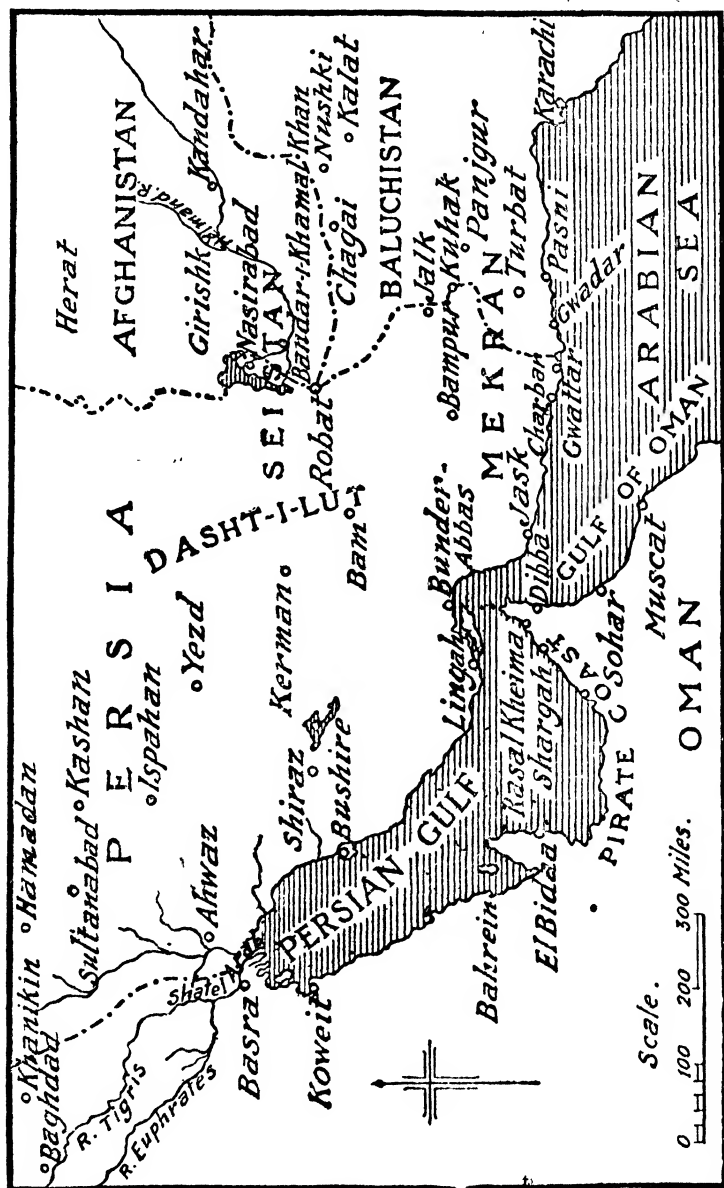 Khanikin
Hamadan
Baghdad
Sultanabad
Kashan
R. Tigris
R. Euphrates
PERSIA
Ispahan
Ahwaz
Yezd
Shatel Arab
Basra
Koweit
Shiraz
Kerman
Bushire
PERSIAN GULF
DASHT-I-LUT
Bam
Herat
AFGHANISTAN
Girishk
Kandahar
Helmand R.
Nasirabad
SEISTAN
Bandar-i-Khamal-Khan
Robat
Nushki
Chagai
Kalat
BALUCHISTAN
Jalk
Bampur
Kuhak
Panjgur
MEKRAN
Turbat
Bunder-
Abbas
Lingah
Jask
Charbar
Gwattar
Gwadar
Pasni
Karachi
Bahrein
El Bidaa
Ras al Kheima
Shargah
Dibba
PIRATE COAST
Sohar
GULF OF OMAN
Muscat
OMAN
ARABIAN
SEA
Scale.
0 100 200 300 Miles.